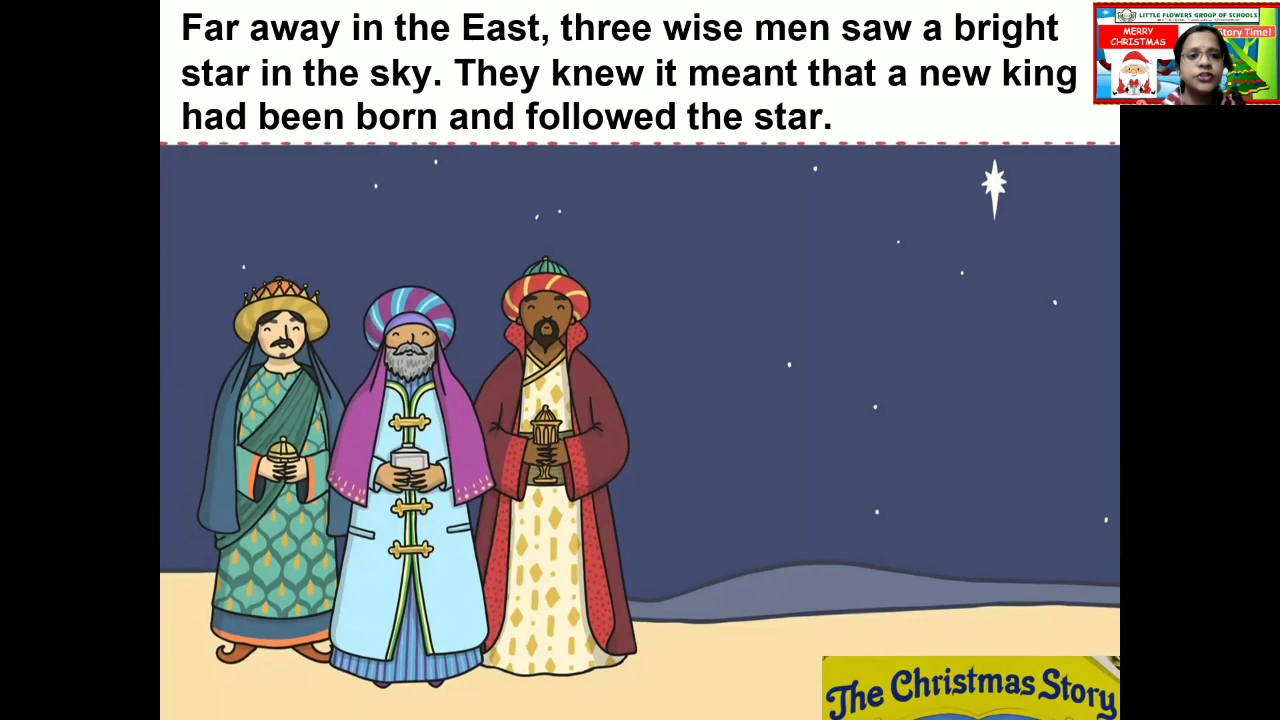 Far away in the East, three wise men saw a bright
star in the sky. They knew it meant that a new king
had been born and followed the star.
LITTLE FLOWERS GROUP OF SCHOOLS
MERRY
CHRISTMAS
Story Time!
The Christmas Story